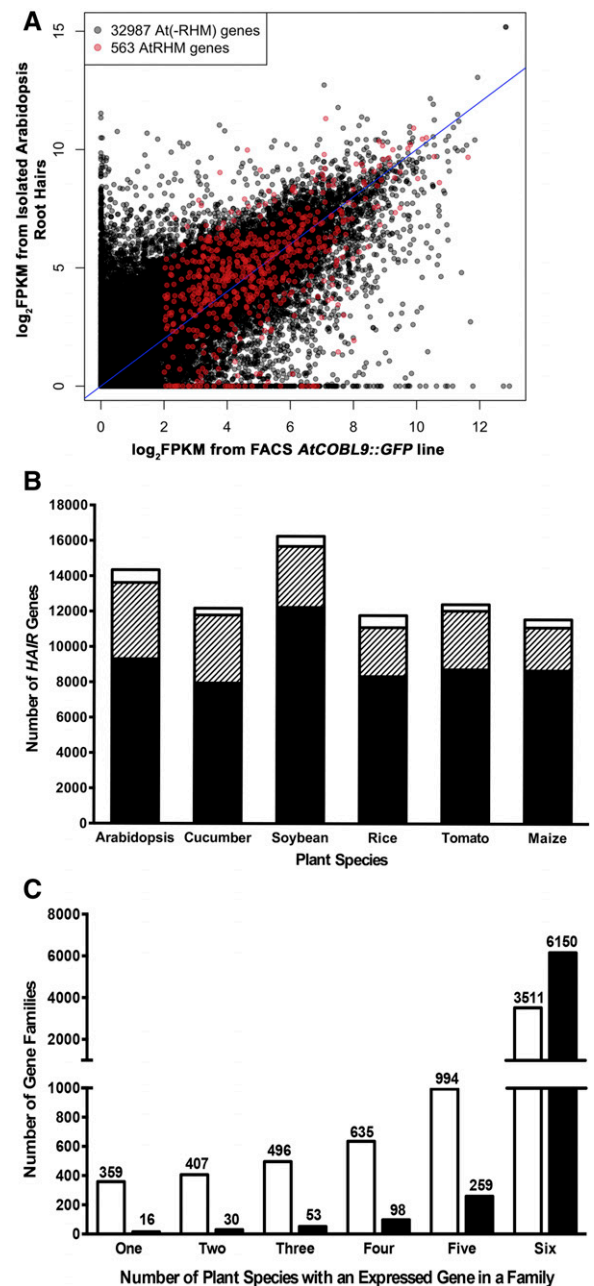 A
32987 At(-RHM) genes
563 AtRHM genes
log2FPKM from Isolated Arabidopsis
Root Hairs
15
10
5
0
0 2 4 6 8 10 12
log2FPKM from FACS AtCOBL9::GFP line
B
Number of HAIR Genes
18000
16000
14000
12000
10000
8000
6000
4000
2000
0
Arabidopsis Cucumber Soybean Rice Tomato Maize
Plant Species
C
Number of Gene Families
8000
6000
4000
2000
1000
800
600
400
200
0
359 16 407 30 496 53 635 98 994 259 3511 6150
One Two Three Four Five Six
Number of Plant Species with an Expressed Gene in a Family